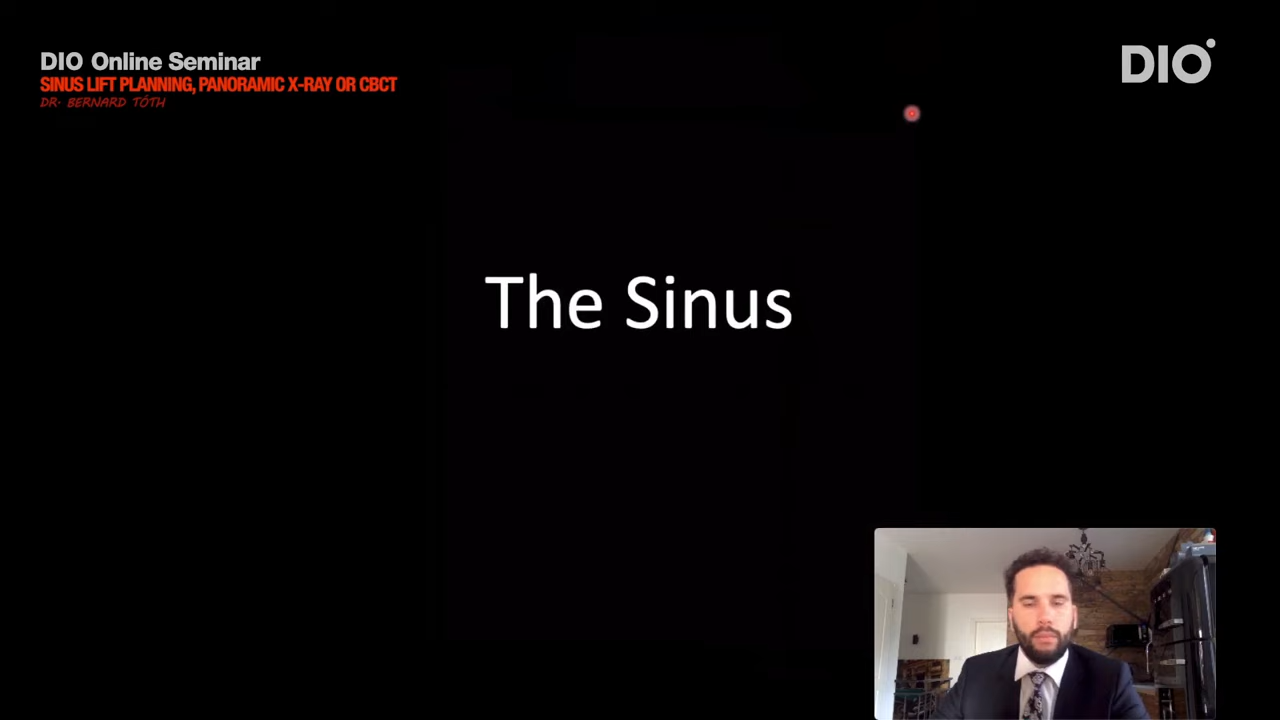 DIO Online Seminar
SINUS LIFT PLANNING, PANORAMIC X-RAY OR CBCT
DR. BERNARD TÓTH
DIO
The Sinus